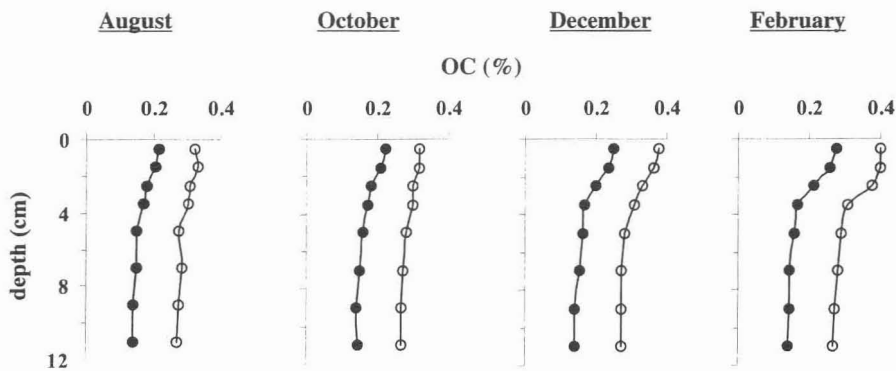 August October December February
OC (%)
0 0.2 0.4 0 0.2 0.4 0 0.2 0.4 0 0.2 0.4
0
4
8
12
depth (cm)